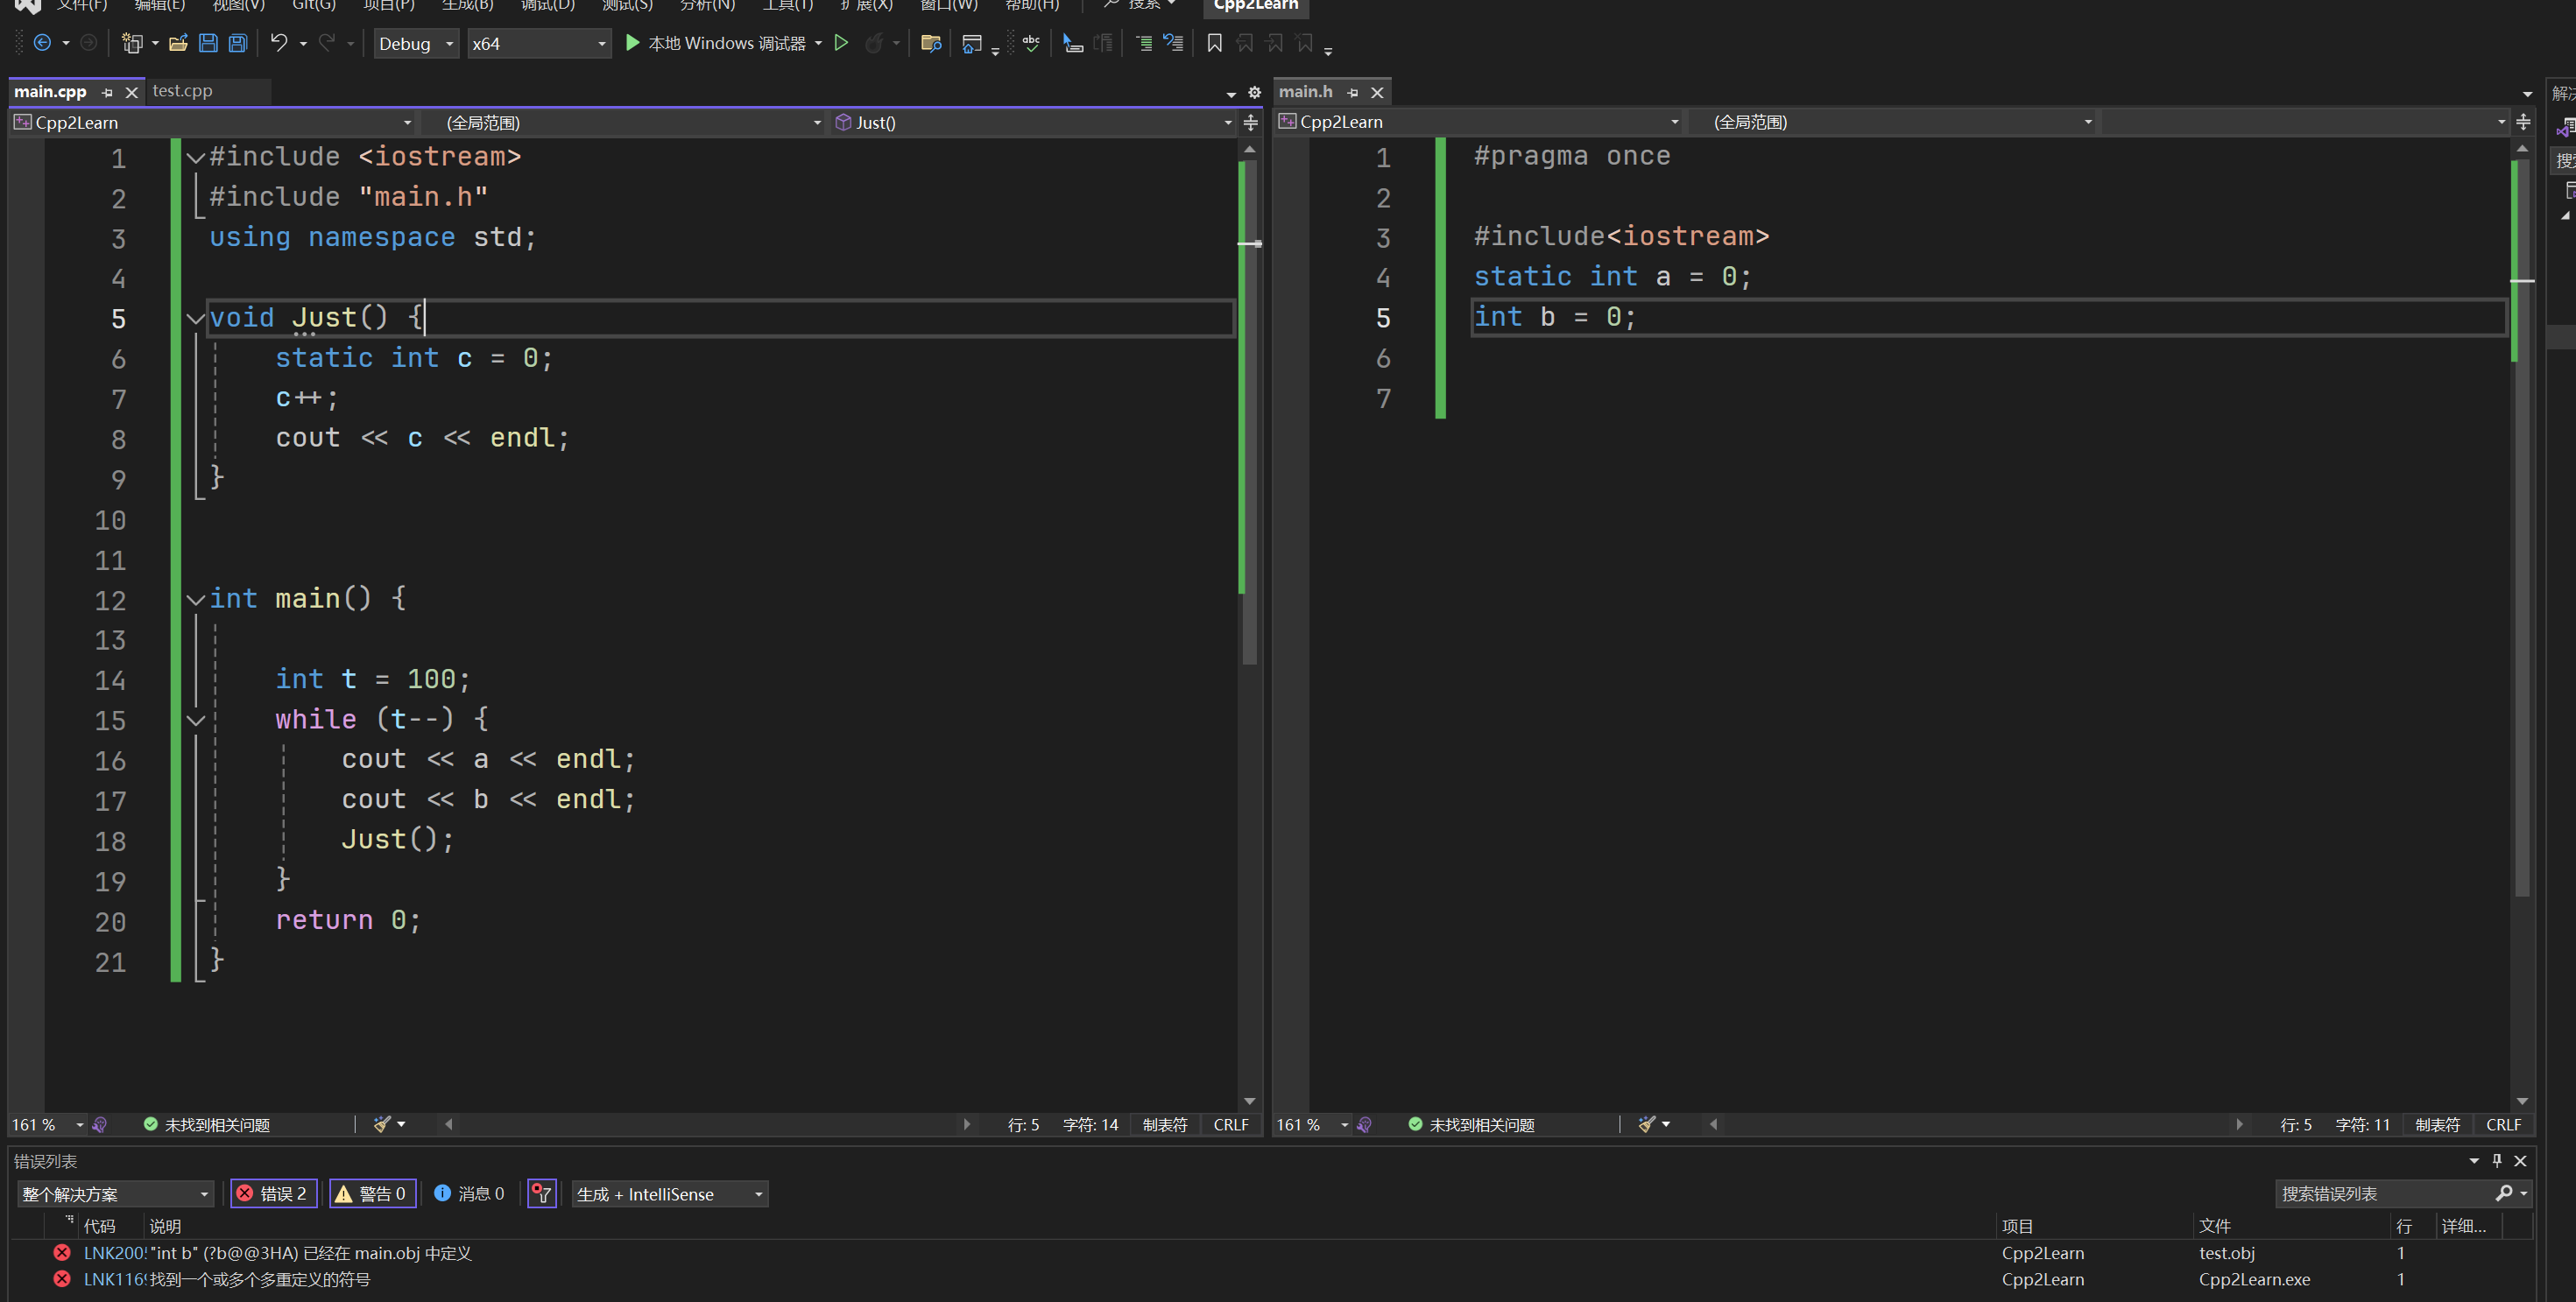 文件(F) 编辑(E) 视图(V) Git(G) 项目(P) 生成(B) 调试(D) 测试(S) 分析(N) 工具(T) 扩展(X) 窗口(W) 帮助(H) 搜索 Cpp2Learn
Debug x64 本地 Windows 调试器
main.cpp test.cpp
Cpp2Learn (全局范围) Just()
1 #include <iostream>
2 #include "main.h"
3 using namespace std;
4
5 void Just() {
6 static int c = 0;
7 c++;
8 cout << c << endl;
9 }
10
11
12 int main() {
13
14 int t = 100;
15 while (t--) {
16 cout << a << endl;
17 cout << b << endl;
18 Just();
19 }
20 return 0;
21 }
161 % 未找到相关问题 行: 5 字符: 14 制表符 CRLF
main.h
Cpp2Learn (全局范围)
1 #pragma once
2
3 #include<iostream>
4 static int a = 0;
5 int b = 0;
6
7
161 % 未找到相关问题 行: 5 字符: 11 制表符 CRLF
错误列表
整个解决方案 错误 2 警告 0 消息 0 生成 + IntelliSense 搜索错误列表
代码 说明 项目 文件 行 详细...
LNK200 "int b" (?b@@3HA) 已经在 main.obj 中定义 Cpp2Learn test.obj 1
LNK116 找到一个或多个多重定义的符号 Cpp2Learn Cpp2Learn.exe 1